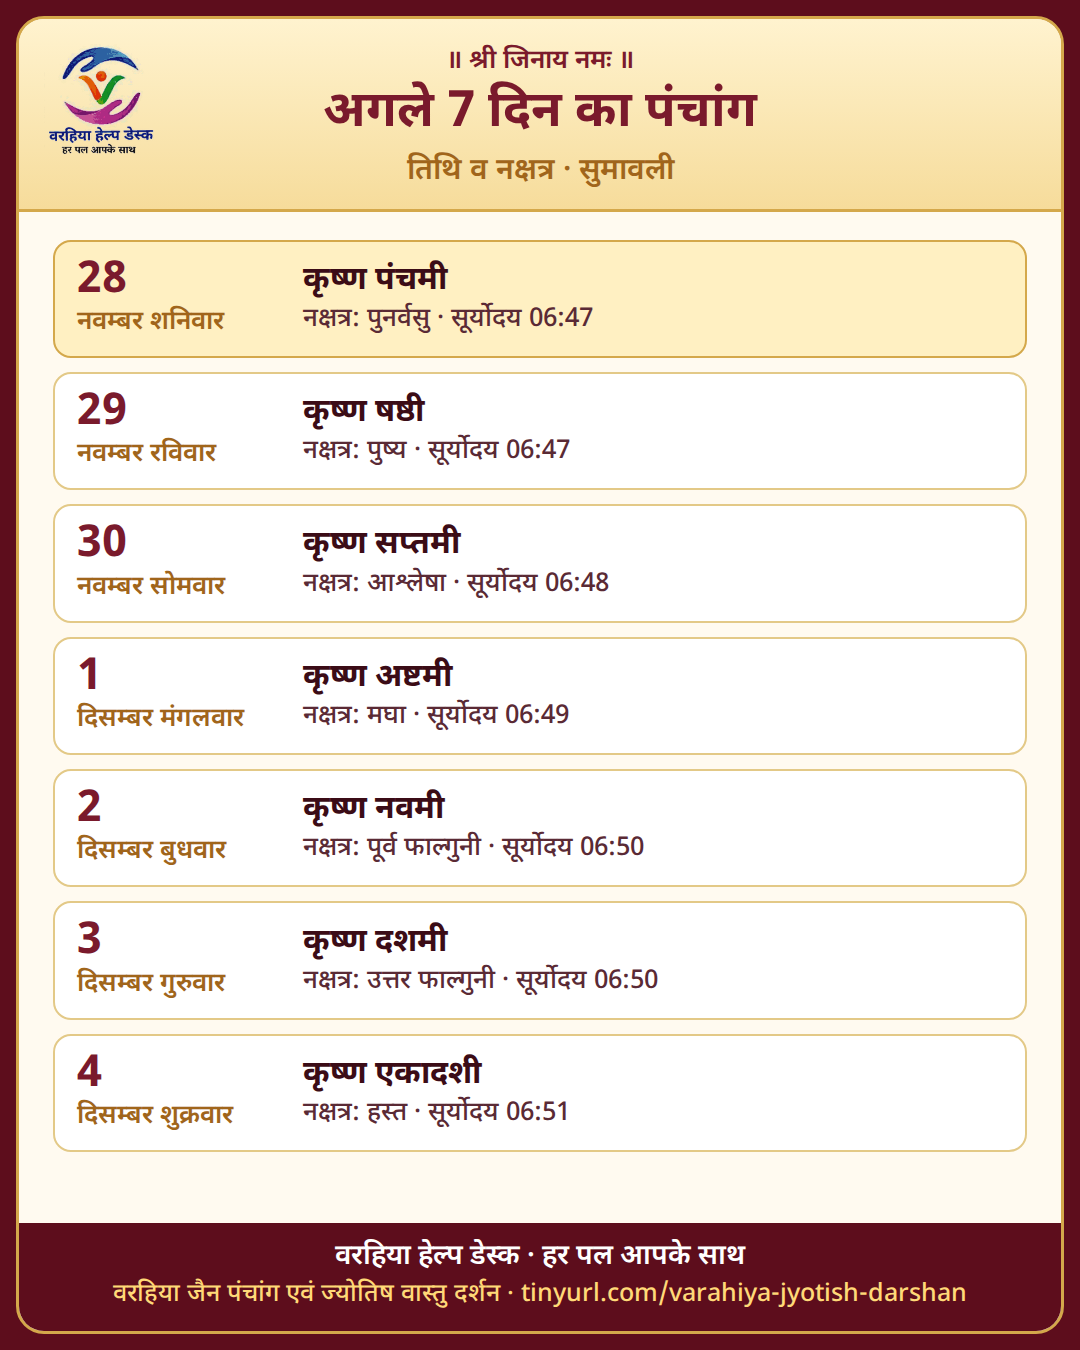 ॥ श्री जिनाय नमः ॥
अगले 7 दिन का पंचांग
तिथि व नक्षत्र · सुमावली
वरहिया हेल्प डेस्क
हर पल आपके साथ
28
नवम्बर शनिवार
कृष्ण पंचमी
नक्षत्र: पुनर्वसु · सूर्योदय 06:47
29
नवम्बर रविवार
कृष्ण षष्ठी
नक्षत्र: पुष्य · सूर्योदय 06:47
30
नवम्बर सोमवार
कृष्ण सप्तमी
नक्षत्र: आश्लेषा · सूर्योदय 06:48
1
दिसम्बर मंगलवार
कृष्ण अष्टमी
नक्षत्र: मघा · सूर्योदय 06:49
2
दिसम्बर बुधवार
कृष्ण नवमी
नक्षत्र: पूर्व फाल्गुनी · सूर्योदय 06:50
3
दिसम्बर गुरुवार
कृष्ण दशमी
नक्षत्र: उत्तर फाल्गुनी · सूर्योदय 06:50
4
दिसम्बर शुक्रवार
कृष्ण एकादशी
नक्षत्र: हस्त · सूर्योदय 06:51
वरहिया हेल्प डेस्क · हर पल आपके साथ
वरहिया जैन पंचांग एवं ज्योतिष वास्तु दर्शन · tinyurl.com/varahiya-jyotish-darshan